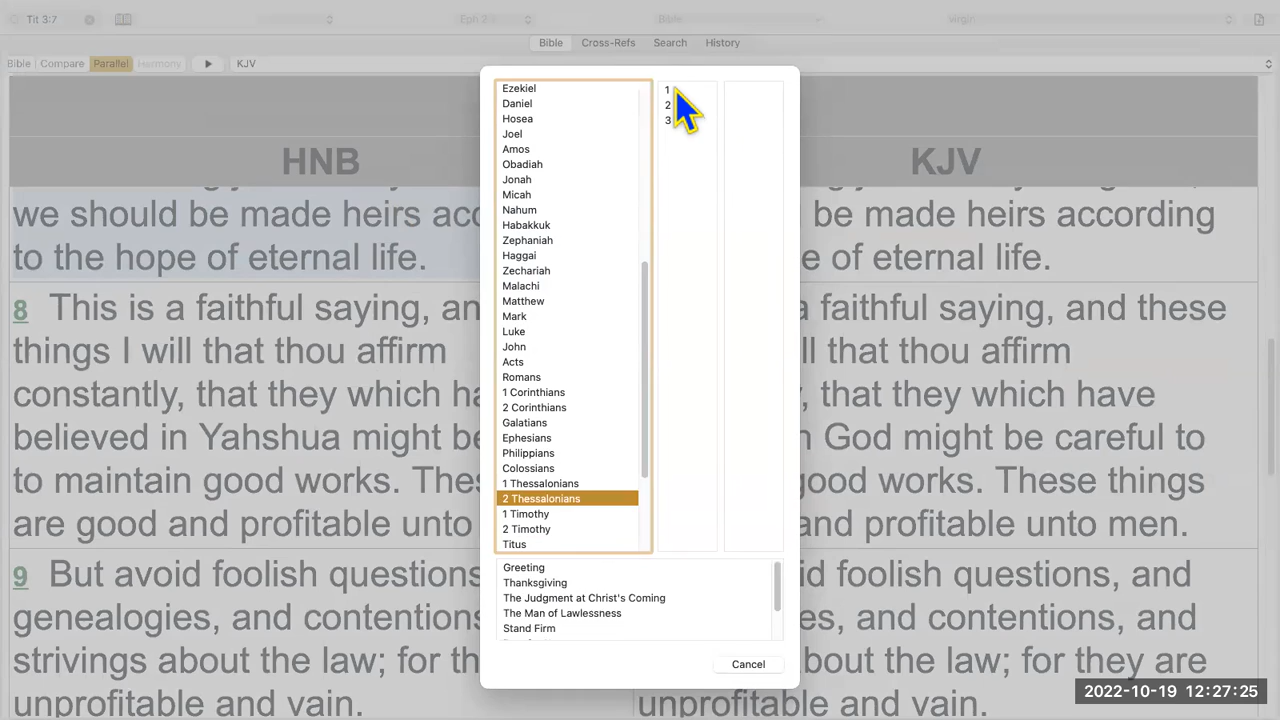 Tit 3:7
Eph 2:
Bible
virgin
Bible Cross-Refs Search History
Bible Compare Parallel Harmony KJV
HNB KJV
we should be made heirs acc
to the hope of eternal life.
8 This is a faithful saying, an
things I will that thou affirm
constantly, that they which ha
believed in Yahshua might be
to maintain good works. Thes
are good and profitable unto
9 But avoid foolish questions
genealogies, and contentions
strivings about the law; for th
unprofitable and vain.
be made heirs according
e of eternal life.
a faithful saying, and these
ll that thou affirm
, that they which have
n God might be careful to
good works. These things
and profitable unto men.
id foolish questions, and
es, and contentions, and
bout the law; for they are
unprofitable and vain.
Ezekiel
Daniel
Hosea
Joel
Amos
Obadiah
Jonah
Micah
Nahum
Habakkuk
Zephaniah
Haggai
Zechariah
Malachi
Matthew
Mark
Luke
John
Acts
Romans
1 Corinthians
2 Corinthians
Galatians
Ephesians
Philippians
Colossians
1 Thessalonians
2 Thessalonians
1 Timothy
2 Timothy
Titus
1
2
3
Greeting
Thanksgiving
The Judgment at Christ's Coming
The Man of Lawlessness
Stand Firm
Cancel
2022-10-19 12:27:25